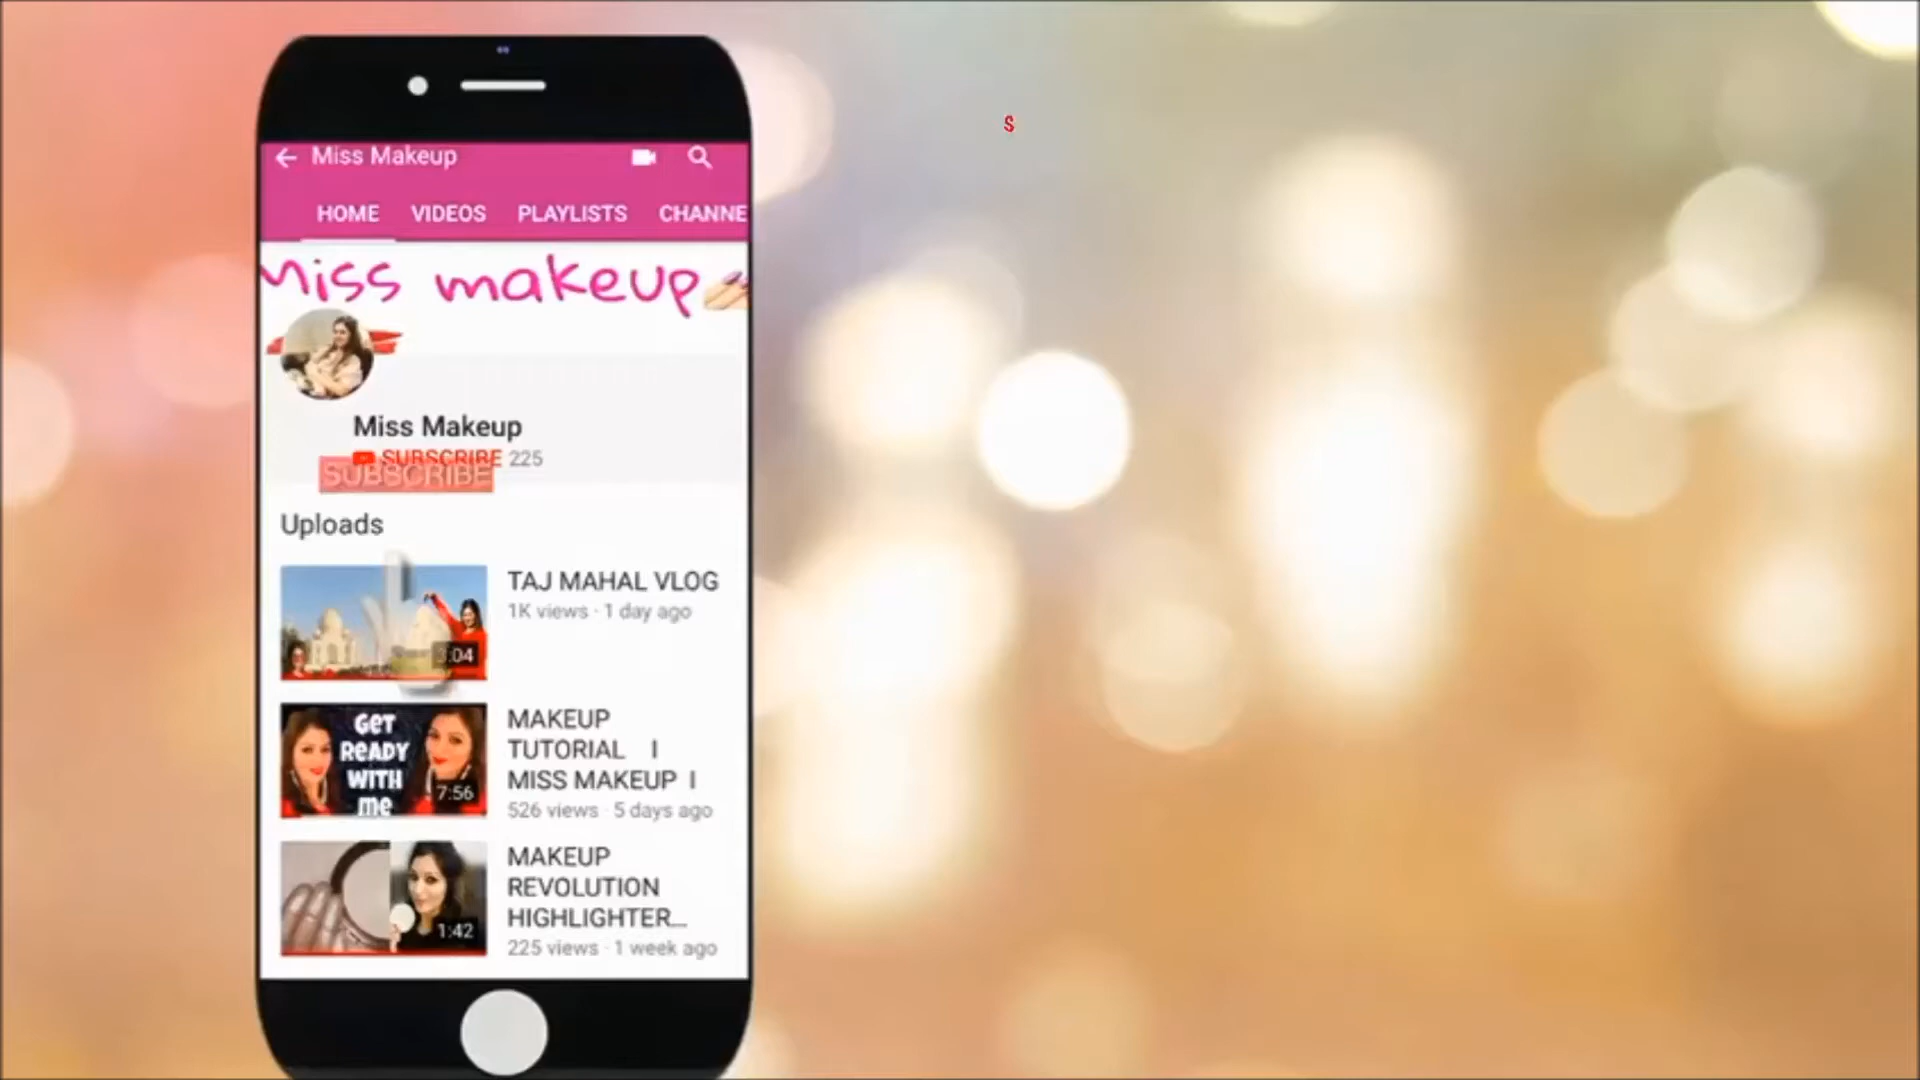 S
Miss Makeup
HOME VIDEOS PLAYLISTS CHANNE
Miss makeup
Miss Makeup
SUBSCRIBE 225
SUBSCRIBE
Uploads
TAJ MAHAL VLOG
1K views · 1 day ago
:04
GET
READY
WITH
me
7:56
MAKEUP
TUTORIAL I
MISS MAKEUP I
526 views · 5 days ago
1:42
MAKEUP
REVOLUTION
HIGHLIGHTER...
225 views · 1 week ago